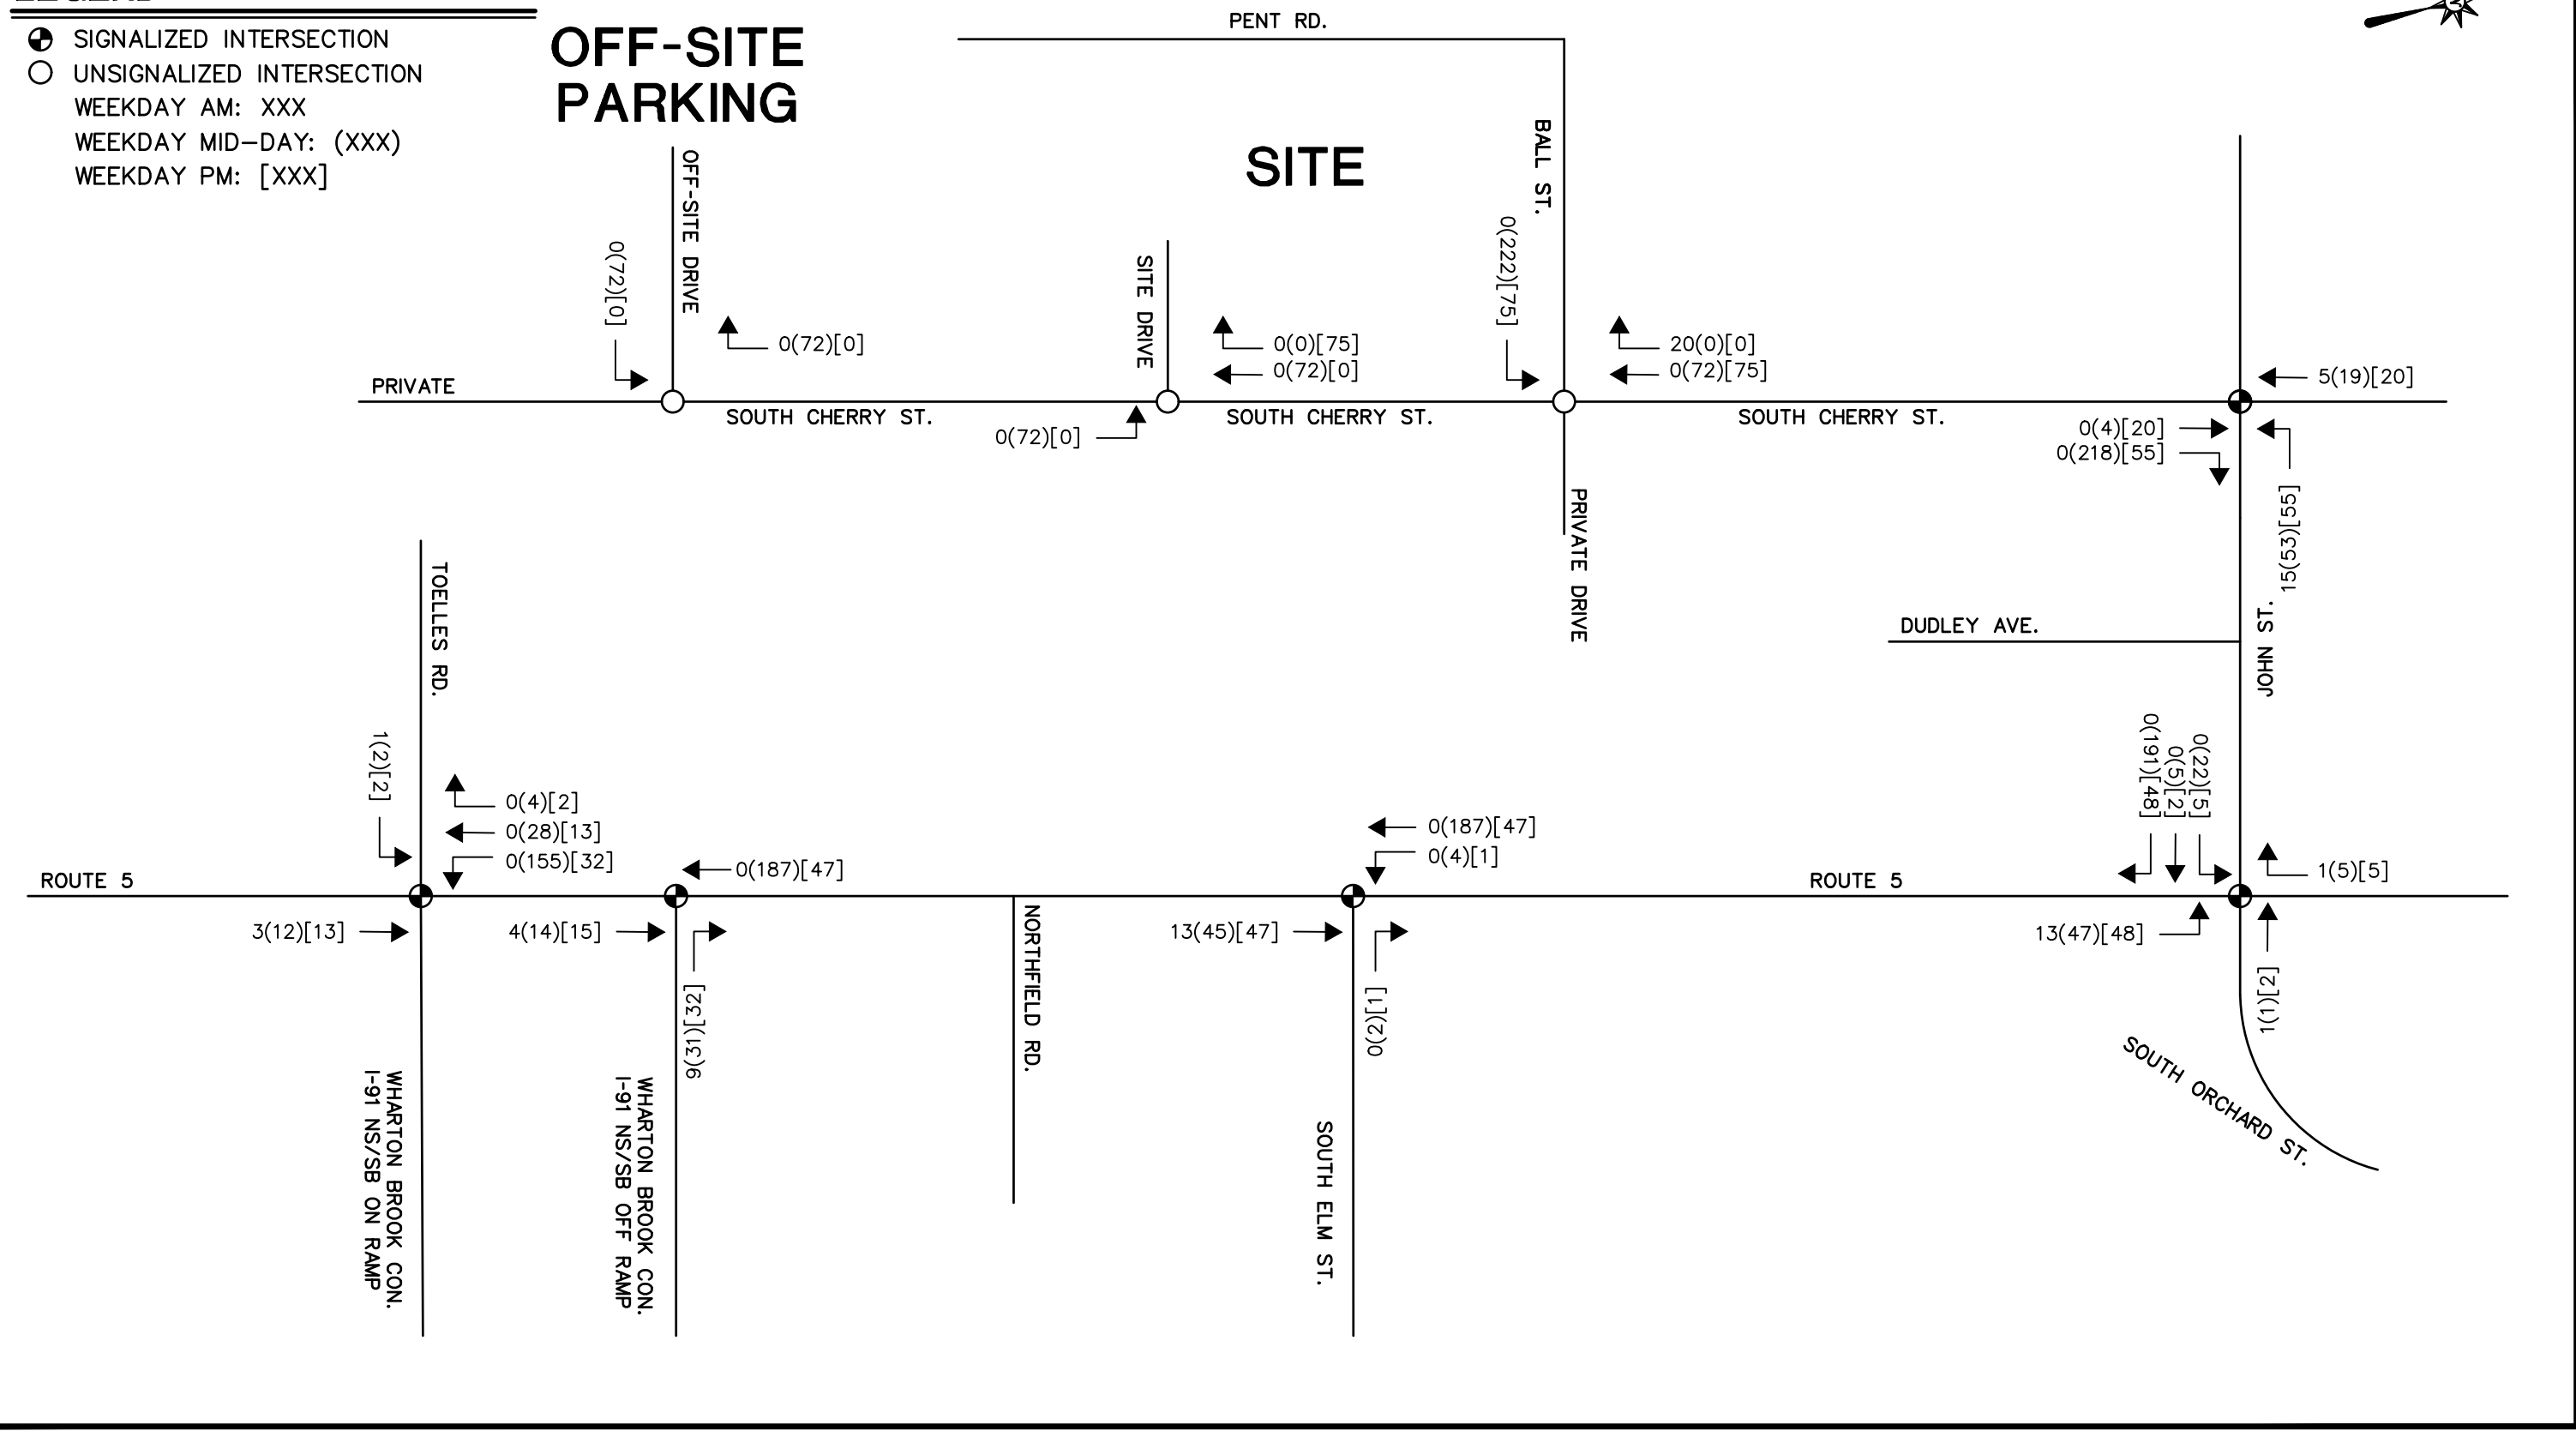 SIGNALIZED INTERSECTION
UNSIGNALIZED INTERSECTION
WEEKDAY AM: XXX
WEEKDAY MID-DAY: (XXX)
WEEKDAY PM: [XXX]
OFF-SITE
PARKING
PENT RD.
SITE
BALL ST.
OFF-SITE DRIVE
SITE DRIVE
0(72)[0]
0(72)[0]
0(0)[75]
0(72)[0]
0(222)[75]
20(0)[0]
0(72)[75]
5(19)[20]
PRIVATE
SOUTH CHERRY ST.
SOUTH CHERRY ST.
SOUTH CHERRY ST.
0(72)[0]
0(4)[20]
0(218)[55]
15(53)[55]
PRIVATE DRIVE
DUDLEY AVE.
JOHN ST.
TOELLES RD.
1(2)[2]
0(4)[2]
0(28)[13]
0(155)[32]
0(187)[47]
0(187)[47]
0(4)[1]
0(191)[48]
0(5)[2]
0(22)[5]
1(5)[5]
ROUTE 5
ROUTE 5
3(12)[13]
4(14)[15]
9(31)[32]
NORTHFIELD RD.
13(45)[47]
0(2)[1]
13(47)[48]
1(1)[2]
SOUTH ORCHARD ST.
WHARTON BROOK CON.
I-91 NS/SB ON RAMP
WHARTON BROOK CON.
I-91 NS/SB OFF RAMP
SOUTH ELM ST.